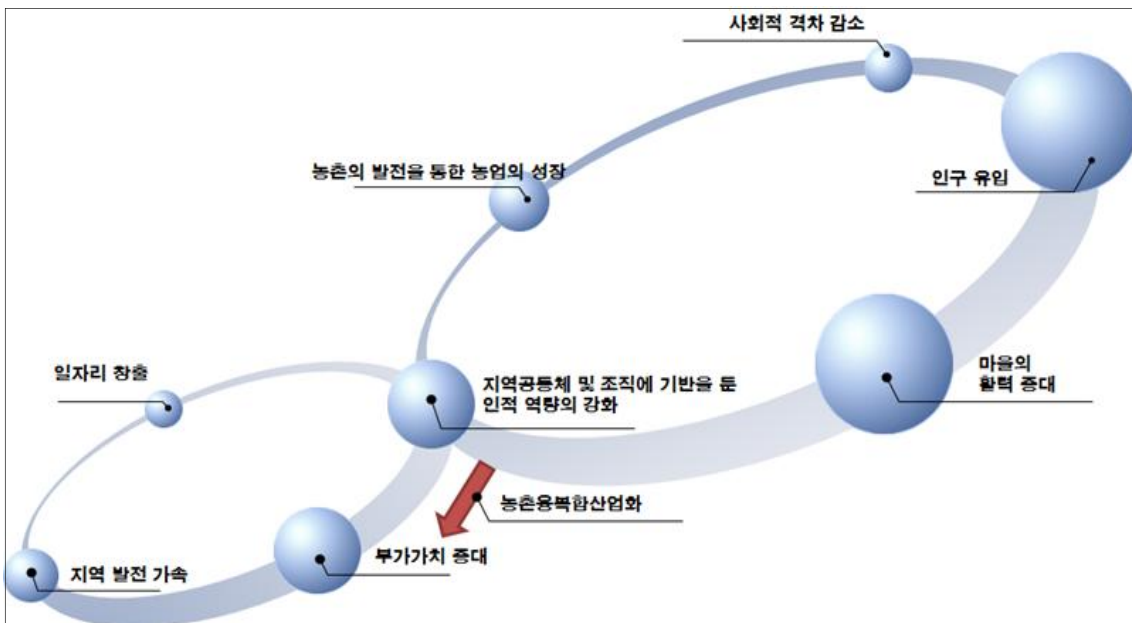 사회적 격차 감소
농촌의 발전을 통한 농업의 성장
인구 유입
일자리 창출
지역공동체 및 조직에 기반을 둔
인적 역량의 강화
마을의
활력 증대
농촌융복합산업화
부가가치 증대
지역 발전 가속